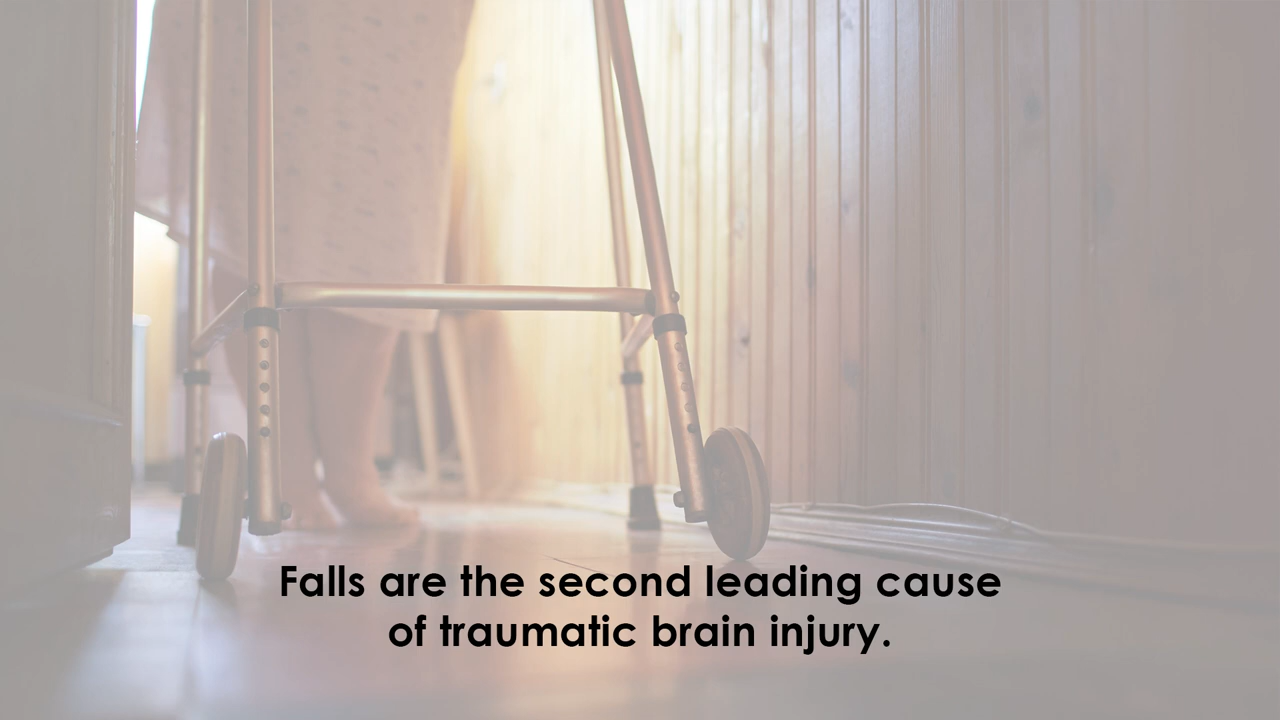 Falls are the second leading cause
of traumatic brain injury.